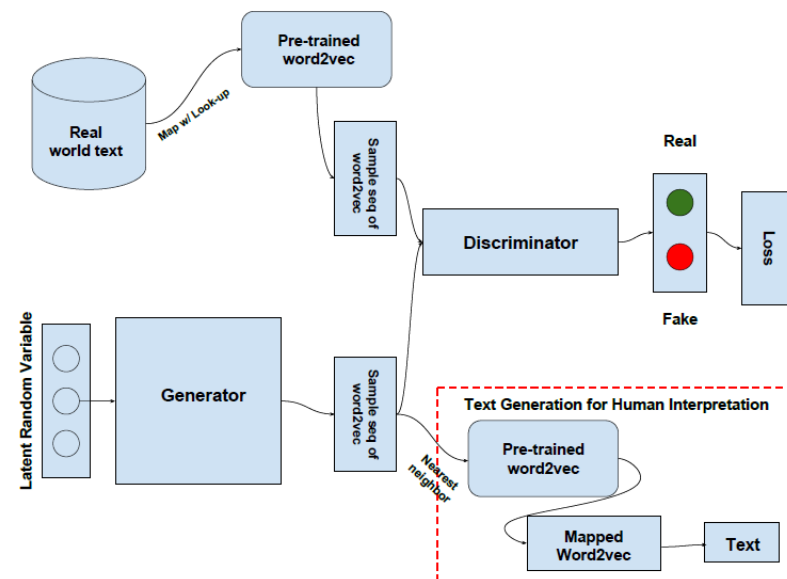 Pre-trained
word2vec
Real
world text
Map w/ Look-up
Sample seq of
word2vec
Real
Discriminator
Loss
Fake
Latent Random Variable
Generator
Sample seq of
word2vec
Nearest
neighbor
Text Generation for Human Interpretation
Pre-trained
word2vec
Mapped
Word2vec
Text